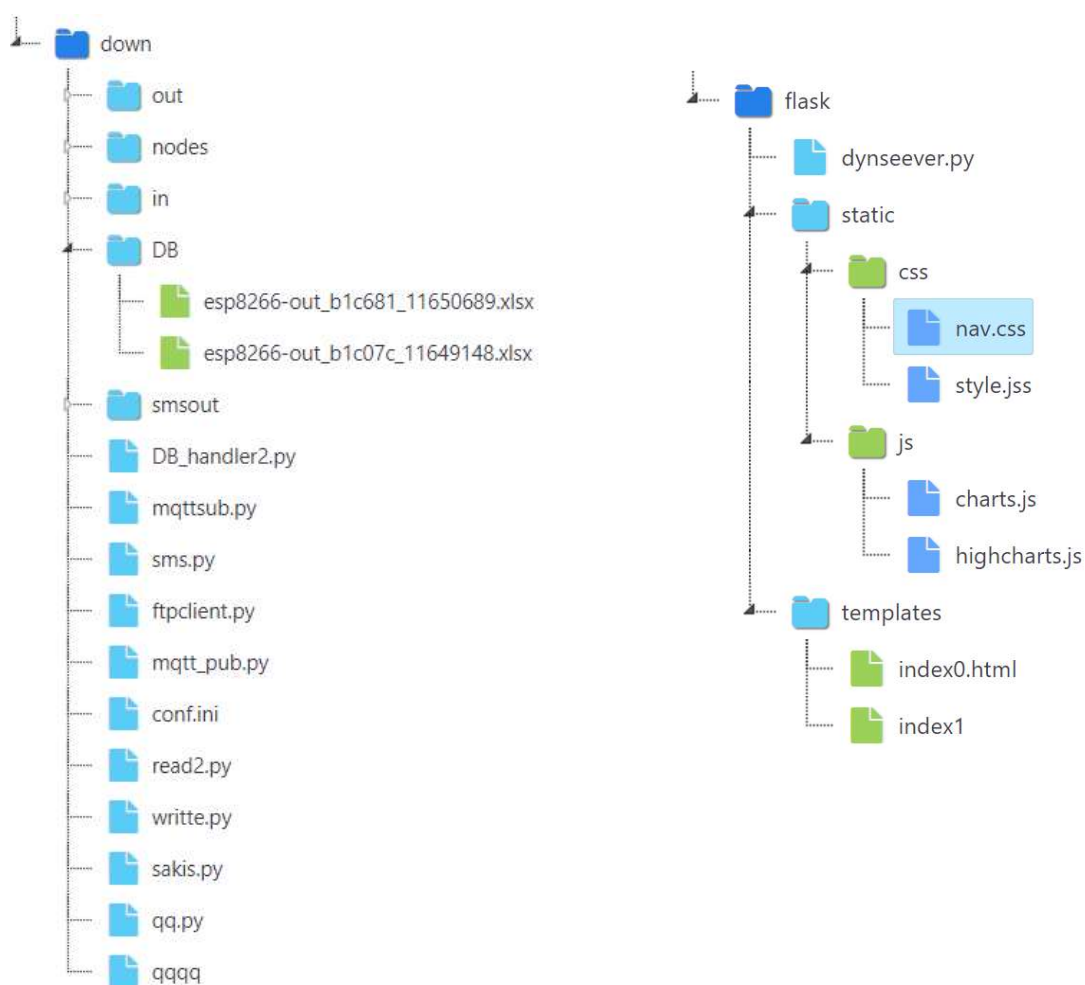 down
out
nodes
in
DB
esp8266-out_b1c681_11650689.xlsx
esp8266-out_b1c07c_11649148.xlsx
smsout
DB_handler2.py
mqttsub.py
sms.py
ftpclient.py
mqtt_pub.py
conf.ini
read2.py
writte.py
sakis.py
qq.py
qqqq
flask
dynseever.py
static
css
nav.css
style.jss
js
charts.js
highcharts.js
templates
index0.html
index1